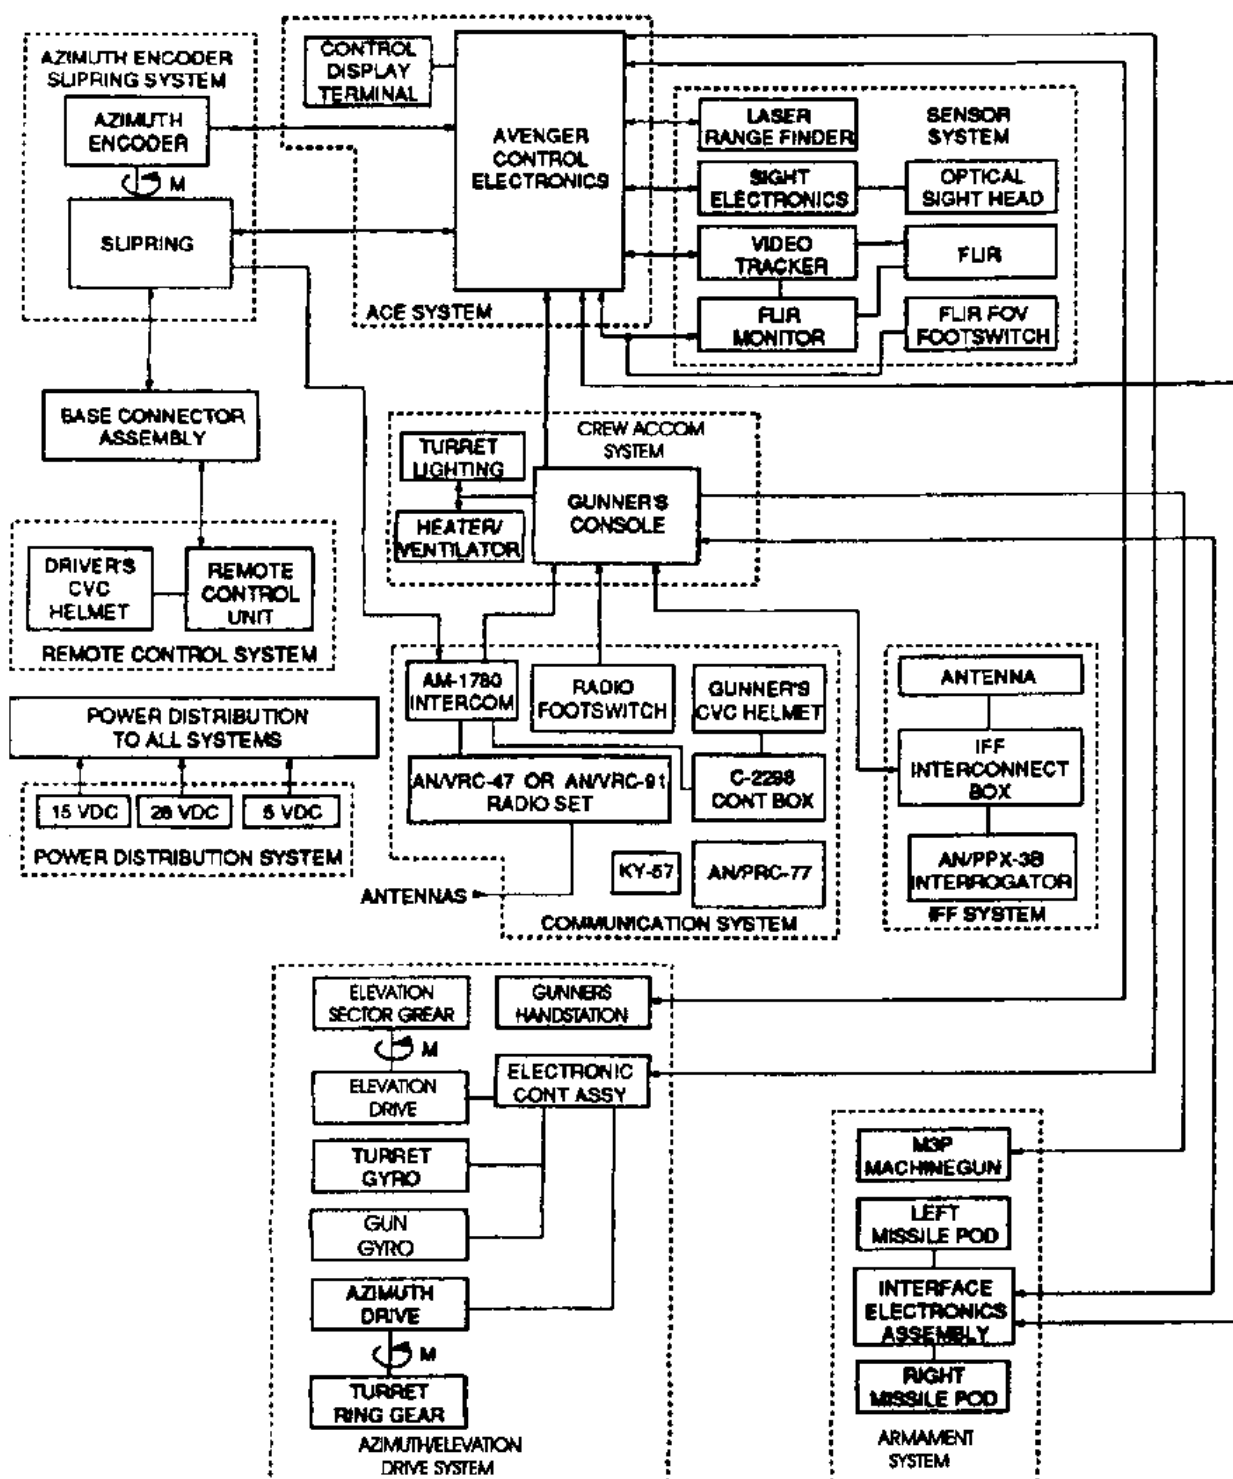 AZIMUTH ENCODER
SLIPRING SYSTEM
AZIMUTH
ENCODER
M
SLIPRING
CONTROL
DISPLAY
TERMINAL
AVENGER
CONTROL
ELECTRONICS
ACE SYSTEM
LASER
RANGE FINDER
SENSOR
SYSTEM
SIGHT
ELECTRONICS
OPTICAL
SIGHT HEAD
VIDEO
TRACKER
FLIR
FLIR
MONITOR
FLIR FOV
FOOTSWITCH
BASE CONNECTOR
ASSEMBLY
CREW ACCOM
SYSTEM
TURRET
LIGHTING
GUNNER'S
CONSOLE
HEATER/
VENTILATOR
DRIVER'S
CVC
HELMET
REMOTE
CONTROL
UNIT
REMOTE CONTROL SYSTEM
AM-1780
INTERCOM
RADIO
FOOTSWITCH
GUNNER'S
CVC HELMET
AN/VRC-47 OR AN/VRC-91
RADIO SET
C-2298
CONT BOX
KY-57
AN/PRC-77
ANTENNAS
COMMUNICATION SYSTEM
ANTENNA
IFF
INTERCONNECT
BOX
AN/PPX-3B
INTERROGATOR
IFF SYSTEM
POWER DISTRIBUTION
TO ALL SYSTEMS
15 VDC
28 VDC
5 VDC
POWER DISTRIBUTION SYSTEM
ELEVATION
SECTOR GREAR
GUNNERS
HANDSTATION
M
ELEVATION
DRIVE
ELECTRONIC
CONT ASSY
TURRET
GYRO
GUN
GYRO
AZIMUTH
DRIVE
M
TURRET
RING GEAR
AZIMUTH/ELEVATION
DRIVE SYSTEM
M3P
MACHINEGUN
LEFT
MISSILE POD
INTERFACE
ELECTRONICS
ASSEMBLY
RIGHT
MISSILE POD
ARMAMENT
SYSTEM